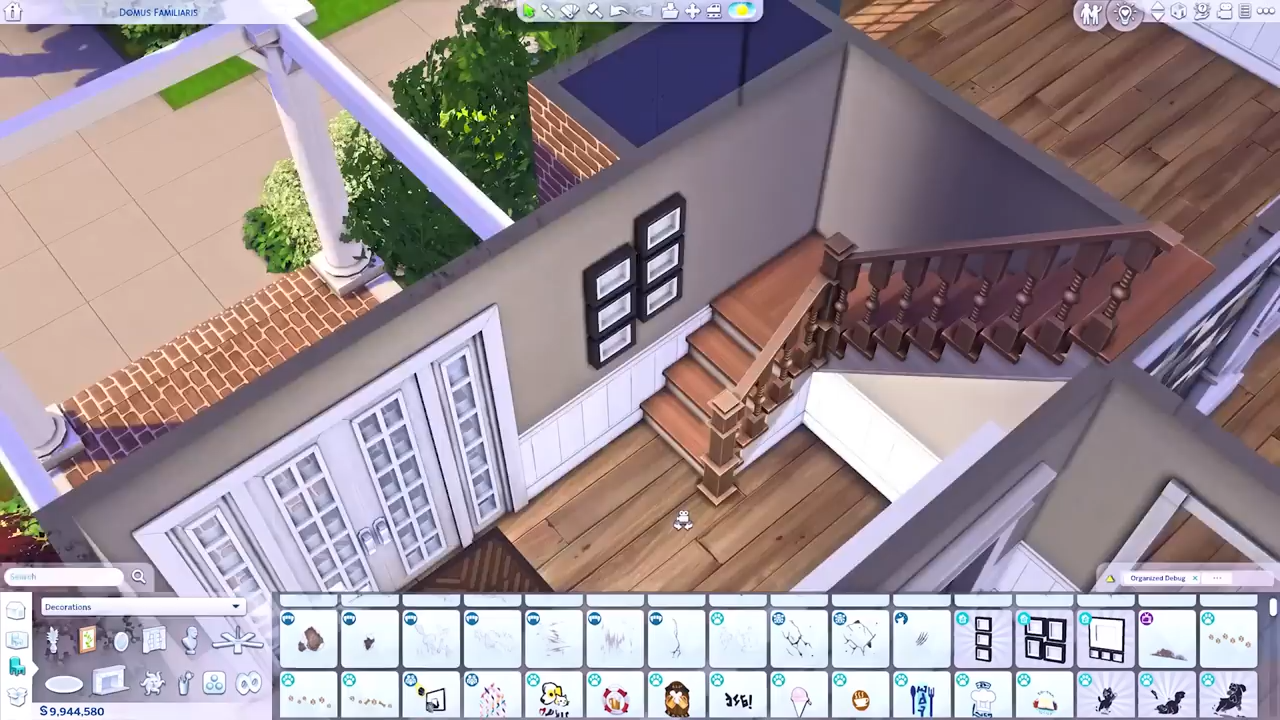 Domus Familiaris
Search
Organized Debug
Decorations
$9,944,580